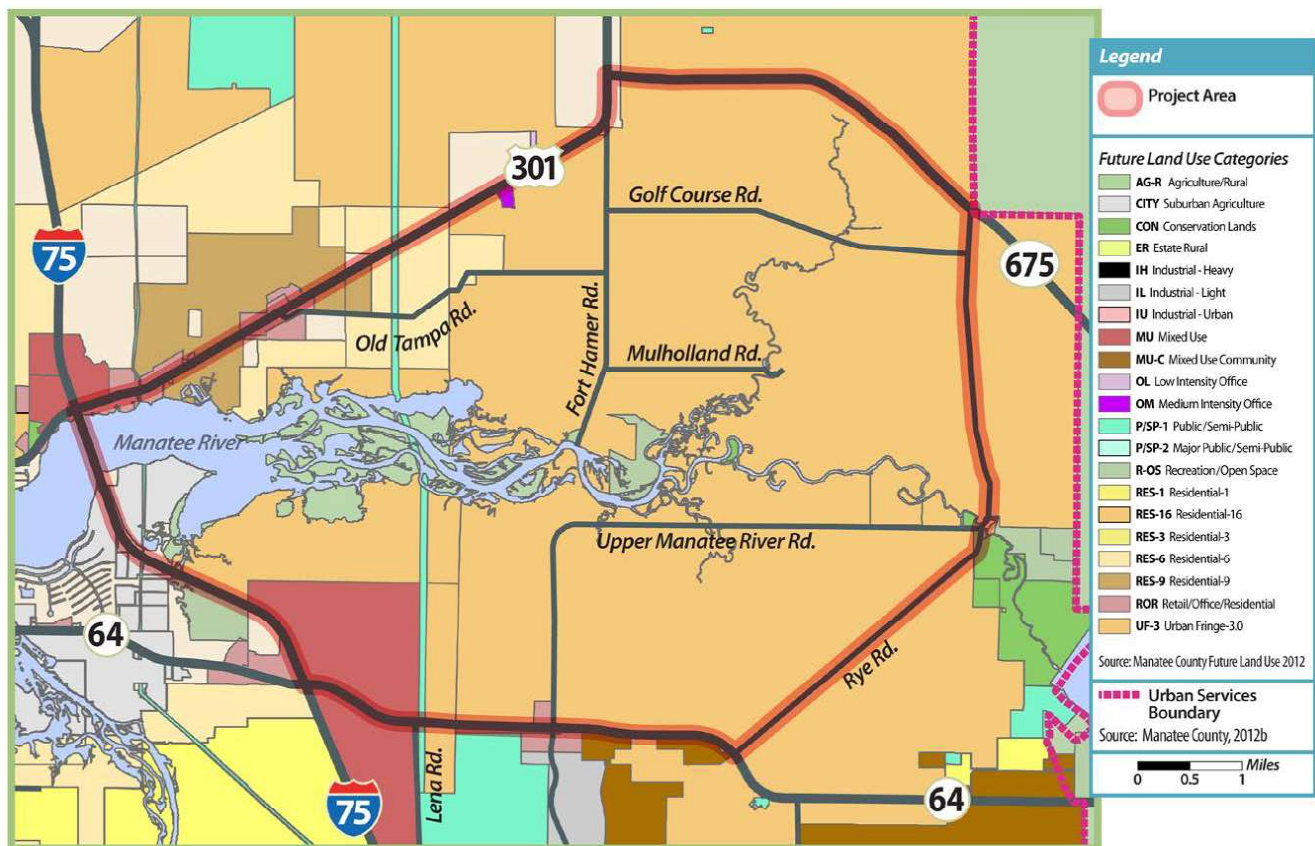 301
75
Golf Course Rd.
675
Old Tampa Rd.
Fort Hamer Rd.
Mulholland Rd.
Manatee River
Upper Manatee River Rd.
64
Rye Rd.
Lena Rd.
75
64
Legend
Project Area
Future Land Use Categories
AG-R Agriculture/Rural
CITY Suburban Agriculture
CON Conservation Lands
ER Estate Rural
IH Industrial - Heavy
IL Industrial - Light
IU Industrial - Urban
MU Mixed Use
MU-C Mixed Use Community
OL Low Intensity Office
OM Medium Intensity Office
P/SP-1 Public/Semi-Public
P/SP-2 Major Public/Semi-Public
R-OS Recreation/Open Space
RES-1 Residential-1
RES-16 Residential-16
RES-3 Residential-3
RES-6 Residential-6
RES-9 Residential-9
ROR Retail/Office/Residential
UF-3 Urban Fringe-3.0
Source: Manatee County Future Land Use 2012
Urban Services
Boundary
Source: Manatee County, 2012b
Miles
0 0.5 1